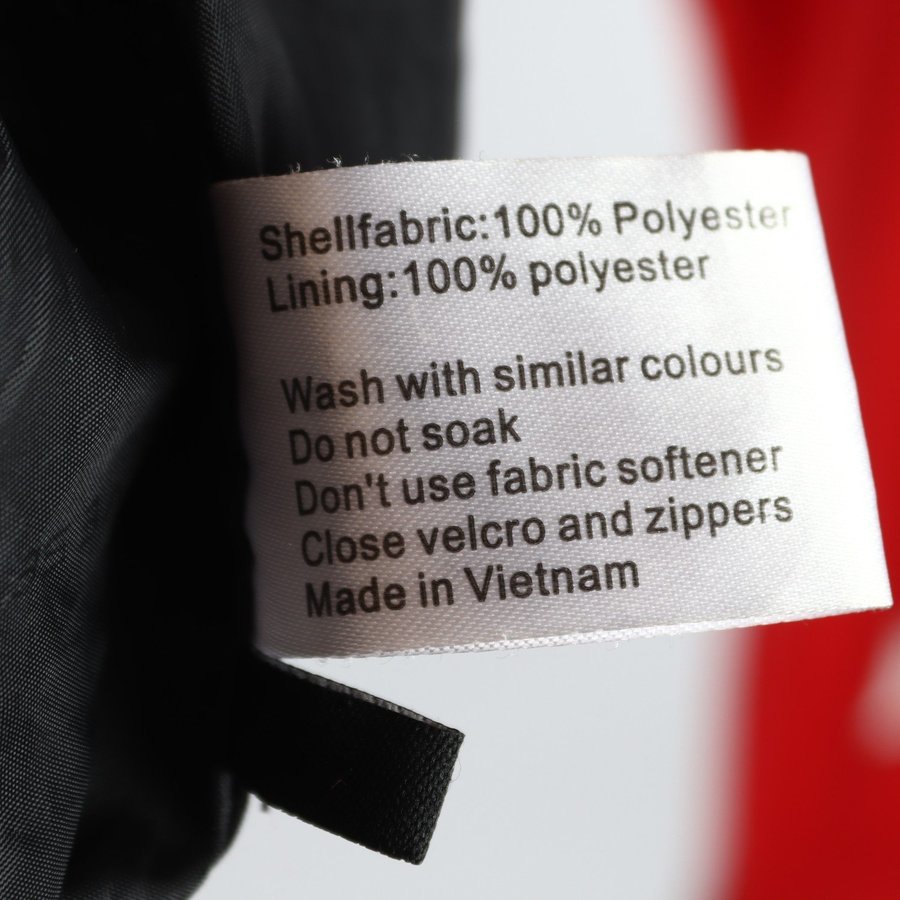 Shellfabric:100% Polyester
Lining:100% polyester
Wash with similar colours
Do not soak
Don't use fabric softener
Close velcro and zippers
Made in Vietnam